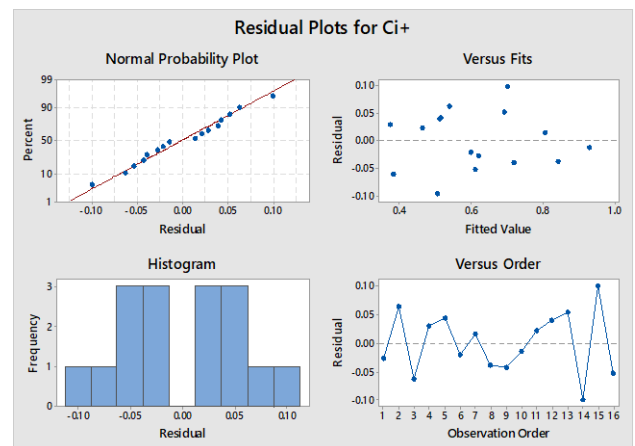 Residual Plots for Ci+
Normal Probability Plot
99
90
50
10
1
Percent
-0.10 -0.05 0.00 0.05 0.10
Residual
Versus Fits
0.10
0.05
0.00
-0.05
-0.10
Residual
0.4 0.6 0.8 1.0
Fitted Value
Histogram
3
2
1
0
Frequency
-0.10 -0.05 0.00 0.05 0.10
Residual
Versus Order
0.10
0.05
0.00
-0.05
-0.10
Residual
1 2 3 4 5 6 7 8 9 10 11 12 13 14 15 16
Observation Order